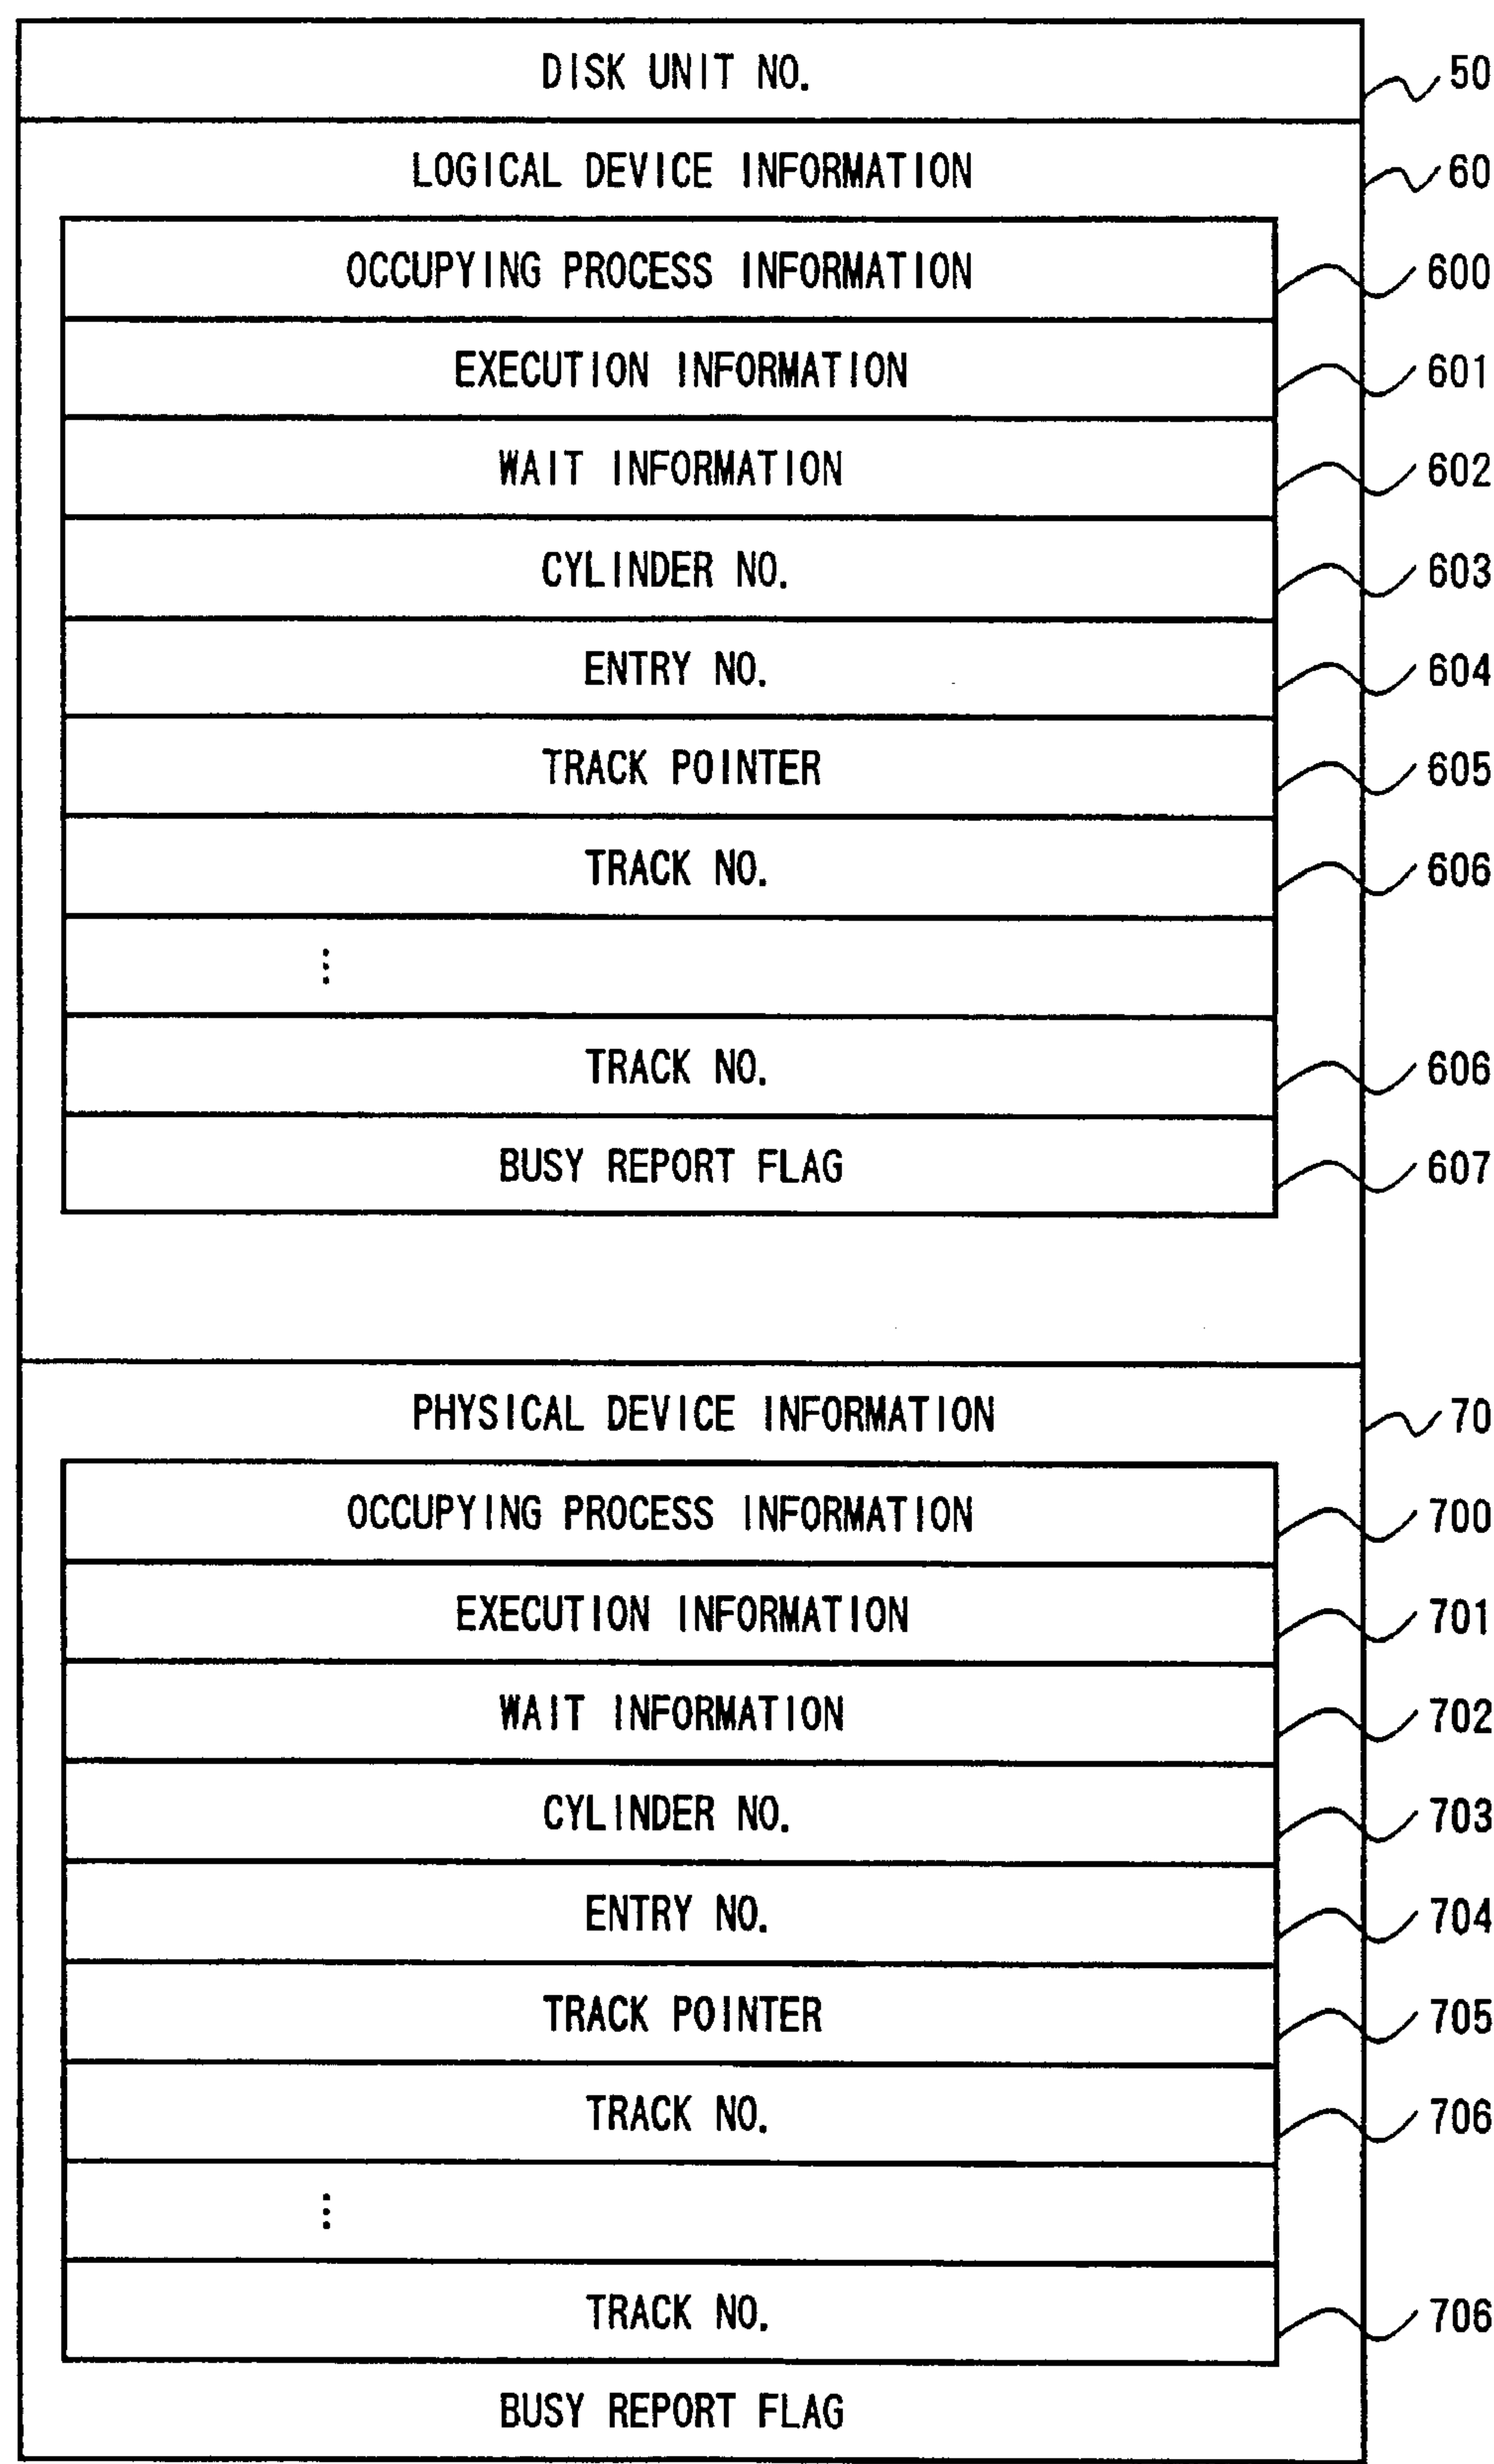 DISK UNIT NO. 50
LOGICAL DEVICE INFORMATION 60
OCCUPYING PROCESS INFORMATION 600
EXECUTION INFORMATION 601
WAIT INFORMATION 602
CYLINDER NO. 603
ENTRY NO. 604
TRACK POINTER 605
TRACK NO. 606
⋮
TRACK NO. 606
BUSY REPORT FLAG 607
PHYSICAL DEVICE INFORMATION 70
OCCUPYING PROCESS INFORMATION 700
EXECUTION INFORMATION 701
WAIT INFORMATION 702
CYLINDER NO. 703
ENTRY NO. 704
TRACK POINTER 705
TRACK NO. 706
⋮
TRACK NO. 706
BUSY REPORT FLAG